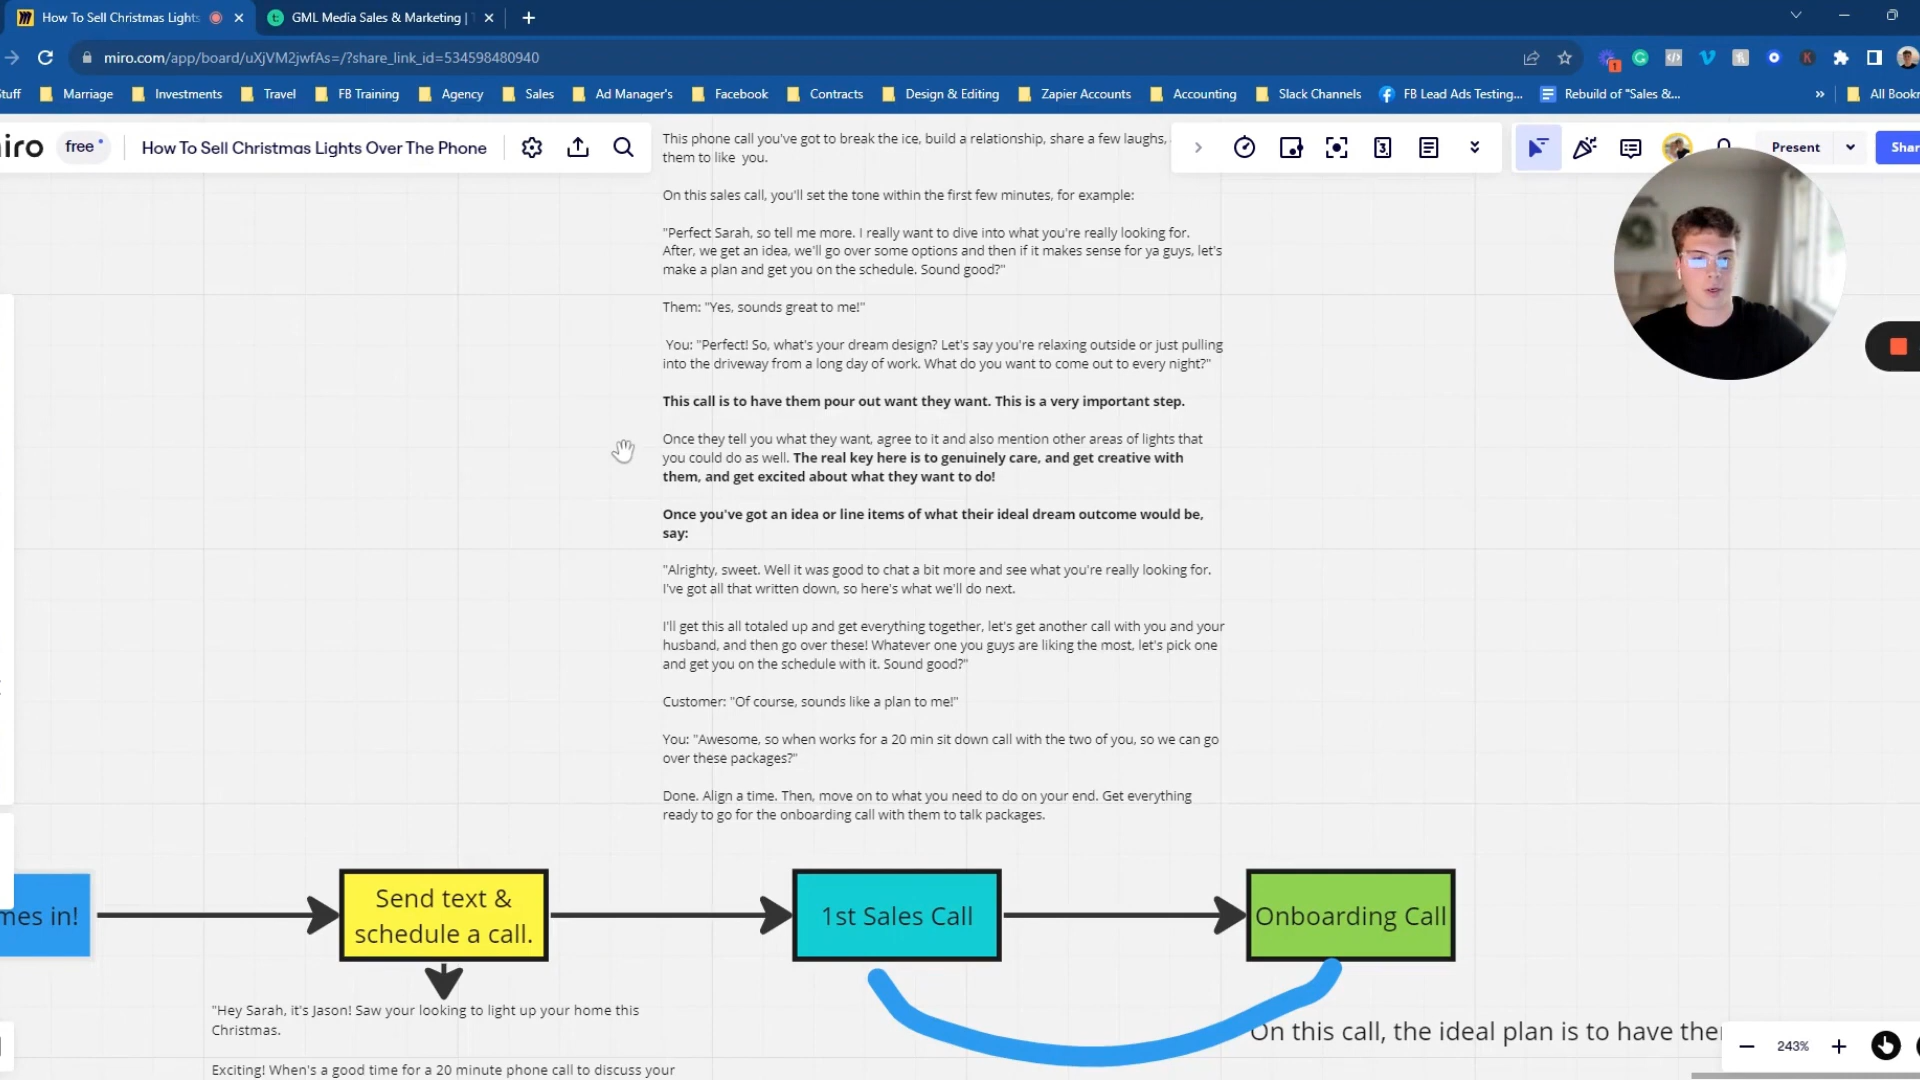 How To Sell Christmas Lights
GML Media Sales & Marketing |
miro.com/app/board/uXjVM2jwfAs=/?share_link_id=534598480940
1
Stuff
Marriage
Investments
Travel
FB Training
Agency
Sales
Ad Manager's
Facebook
Contracts
Design & Editing
Zapier Accounts
Accounting
Slack Channels
FB Lead Ads Testing...
Rebuild of "Sales &...
»
All Bookr
miro
free
How To Sell Christmas Lights Over The Phone
3
Present
Shar
This phone call you've got to break the ice, build a relationship, share a few laughs,
them to like you.
On this sales call, you'll set the tone within the first few minutes, for example:
"Perfect Sarah, so tell me more. I really want to dive into what you're really looking for.
After, we get an idea, we'll go over some options and then if it makes sense for ya guys, let's
make a plan and get you on the schedule. Sound good?"
Them: "Yes, sounds great to me!"
You: "Perfect! So, what's your dream design? Let's say you're relaxing outside or just pulling
into the driveway from a long day of work. What do you want to come out to every night?"
This call is to have them pour out want they want. This is a very important step.
Once they tell you what they want, agree to it and also mention other areas of lights that
you could do as well. The real key here is to genuinely care, and get creative with
them, and get excited about what they want to do!
Once you've got an idea or line items of what their ideal dream outcome would be,
say:
"Alrighty, sweet. Well it was good to chat a bit more and see what you're really looking for.
I've got all that written down, so here's what we'll do next.
I'll get this all totaled up and get everything together, let's get another call with you and your
husband, and then go over these! Whatever one you guys are liking the most, let's pick one
and get you on the schedule with it. Sound good?"
Customer: "Of course, sounds like a plan to me!"
You: "Awesome, so when works for a 20 min sit down call with the two of you, so we can go
over these packages?"
Done. Align a time. Then, move on to what you need to do on your end. Get everything
ready to go for the onboarding call with them to talk packages.
mes in!
Send text &
schedule a call.
1st Sales Call
Onboarding Call
"Hey Sarah, it's Jason! Saw your looking to light up your home this
Christmas.
Exciting! When's a good time for a 20 minute phone call to discuss your
On this call, the ideal plan is to have ther
243%